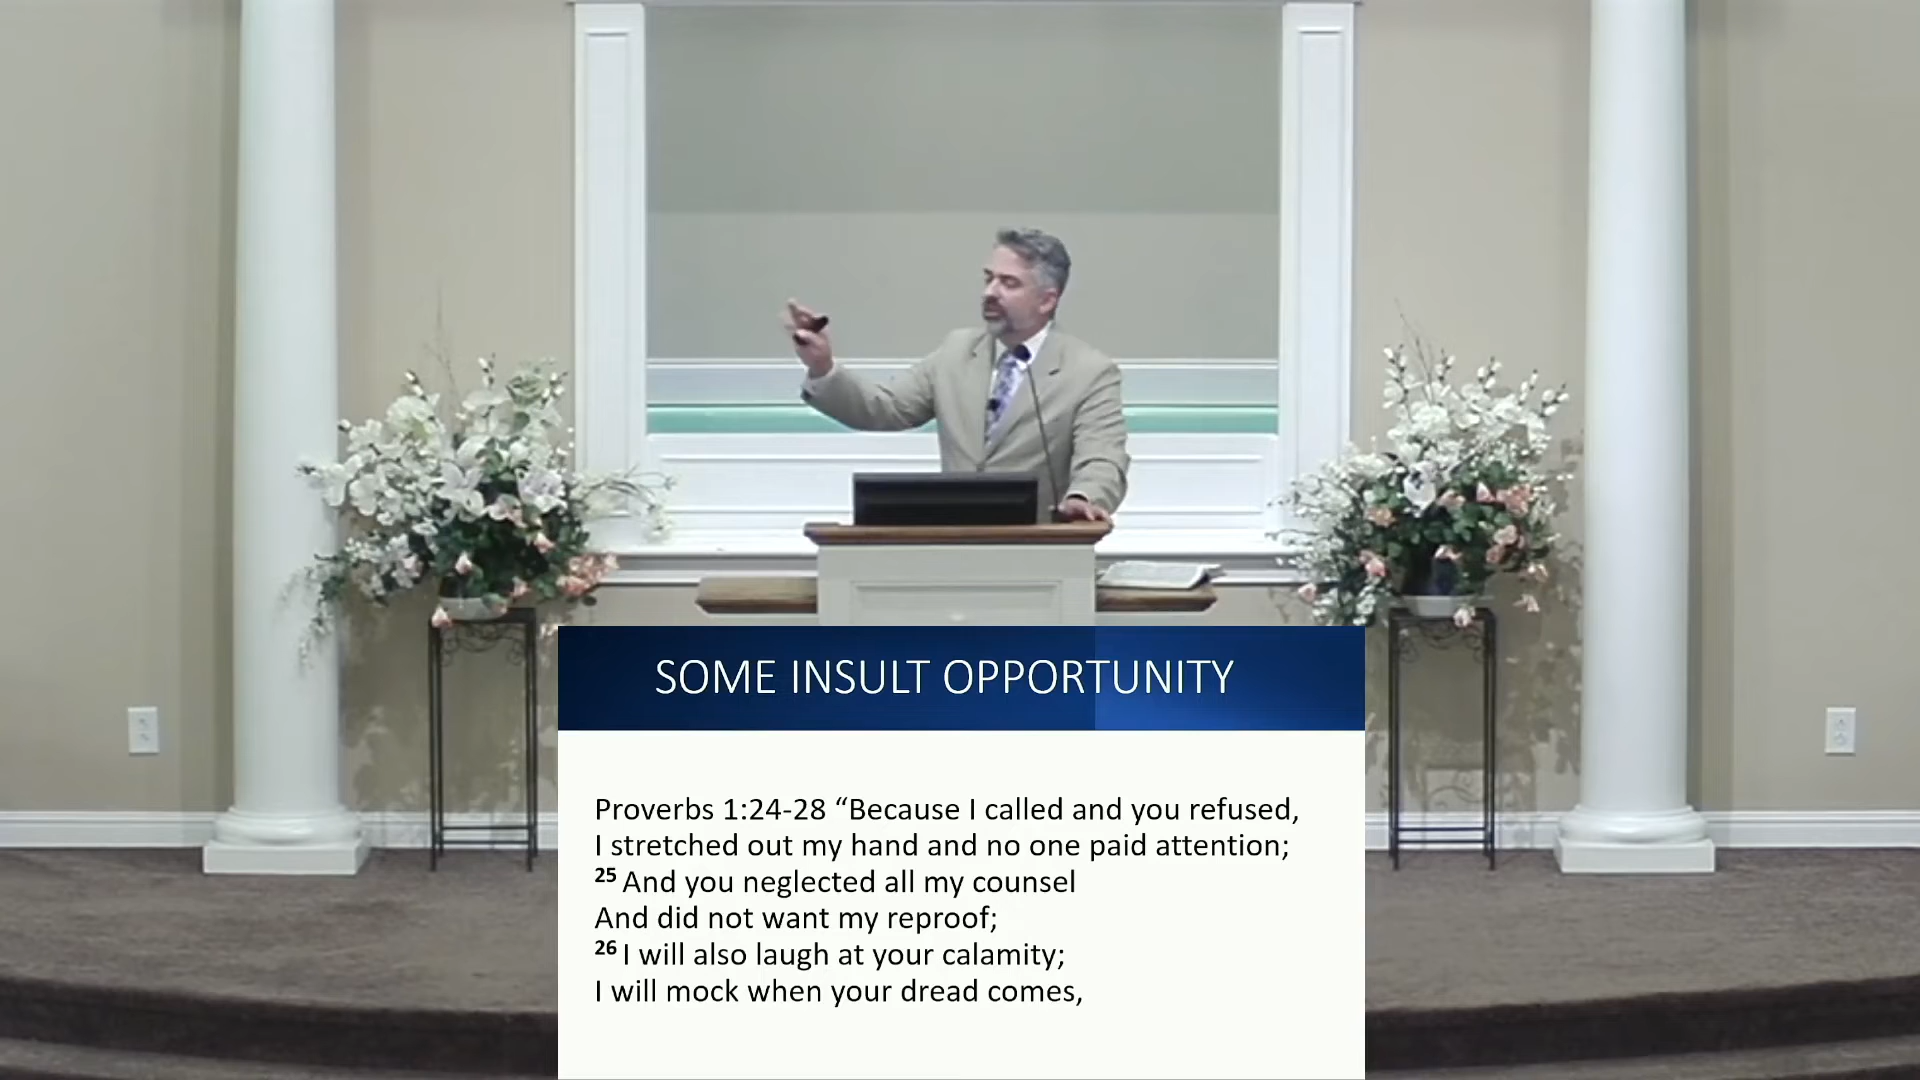 SOME INSULT OPPORTUNITY
Proverbs 1:24-28 “Because I called and you refused,
I stretched out my hand and no one paid attention;
25 And you neglected all my counsel
And did not want my reproof;
26 I will also laugh at your calamity;
I will mock when your dread comes,